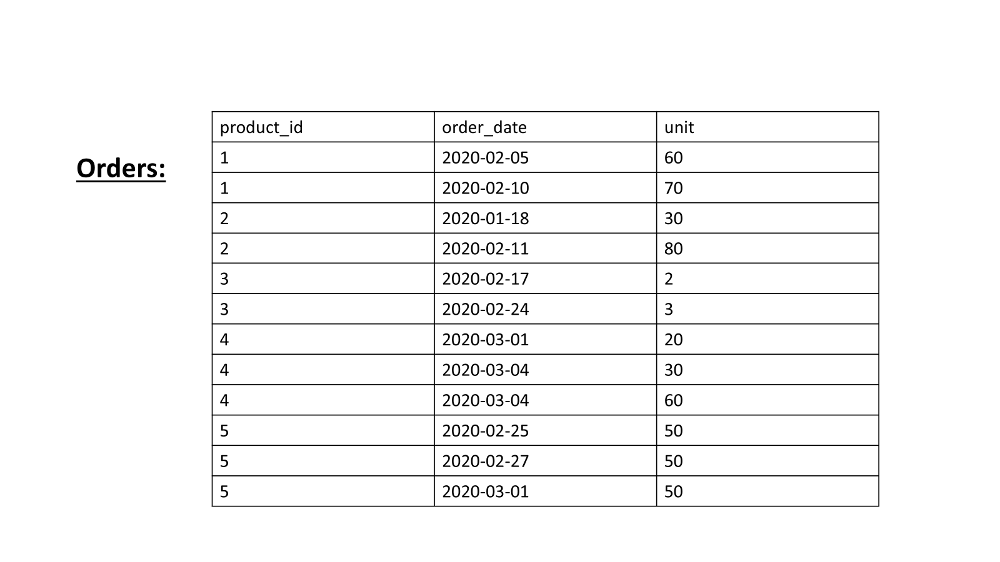 Orders:
product_id order_date unit
1 2020-02-05 60
1 2020-02-10 70
2 2020-01-18 30
2 2020-02-11 80
3 2020-02-17 2
3 2020-02-24 3
4 2020-03-01 20
4 2020-03-04 30
4 2020-03-04 60
5 2020-02-25 50
5 2020-02-27 50
5 2020-03-01 50